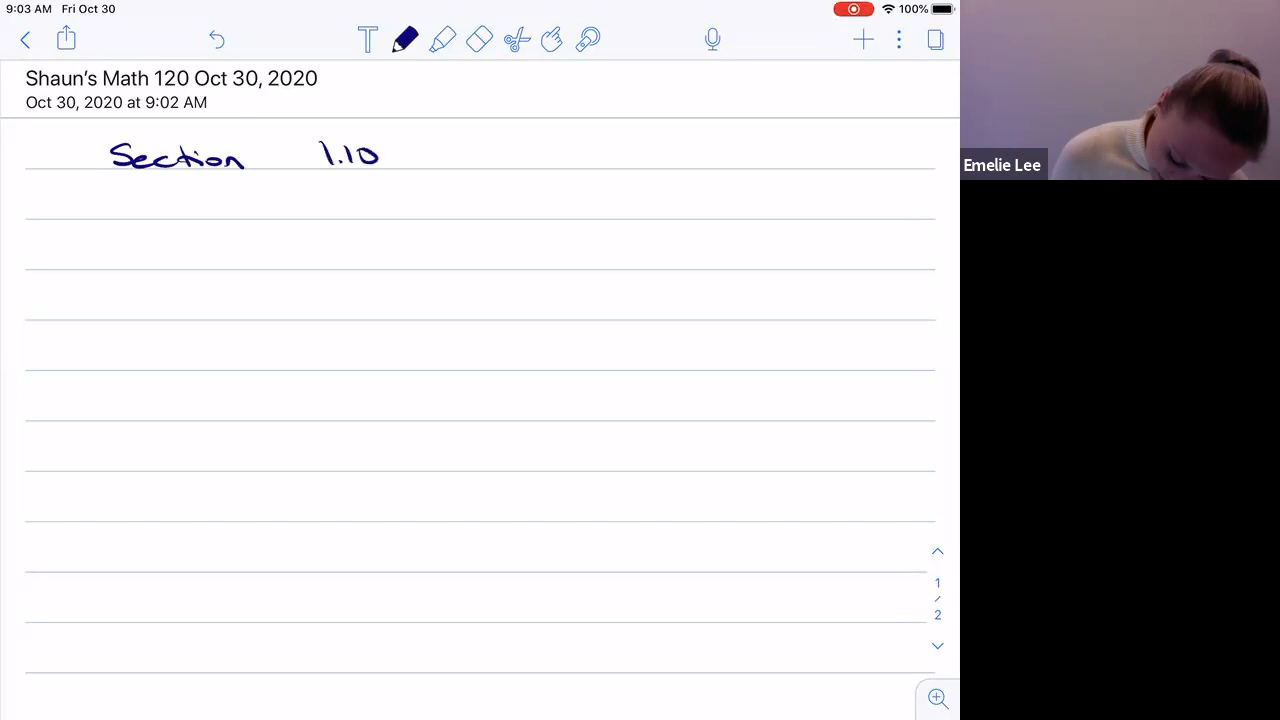 9:03 AM Fri Oct 30 100%
T
Shaun's Math 120 Oct 30, 2020
Oct 30, 2020 at 9:02 AM
Section 1.10
Emelie Lee
1
/
2